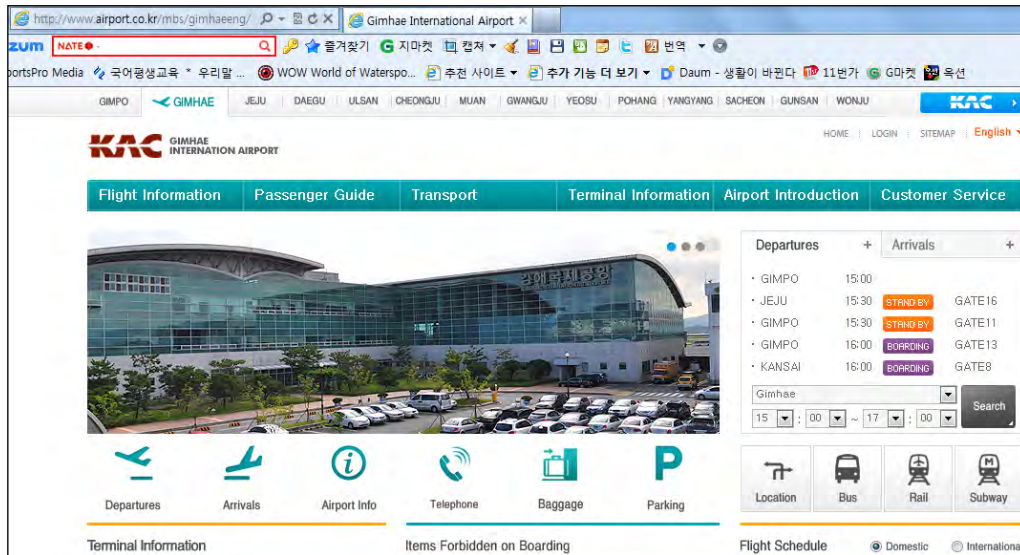 http://www.airport.co.kr/mbs/gimhaeeng/
Gimhae International Airport
zum NATE 즐겨찾기 G 지마켓 캡쳐 번역
portsPro Media 국어평생교육 * 우리말 ... WOW World of Waterspo... 추천 사이트 추가 기능 더 보기 Daum - 생활이 바뀐다 11번가 G마켓 옥션
GIMPO GIMHAE JEJU DAEGU ULSAN CHEONGJU MUAN GWANGJU YEOSU POHANG YANGYANG SACHEON GUNSAN WONJU KAC
HOME LOGIN SITEMAP English
KAC GIMHAE
INTERNATION AIRPORT
Flight Information Passenger Guide Transport Terminal Information Airport Introduction Customer Service
김해국제공항
Departures + Arrivals +
· GIMPO 15:00
· JEJU 15:30 STAND BY GATE16
· GIMPO 15:30 STAND BY GATE11
· GIMPO 16:00 BOARDING GATE13
· KANSAI 16:00 BOARDING GATE8
Gimhae
15 : 00 ~ 17 : 00
Search
Departures Arrivals Airport Info Telephone Baggage Parking
Location Bus Rail Subway
Terminal Information Items Forbidden on Boarding Flight Schedule Domestic Internationa